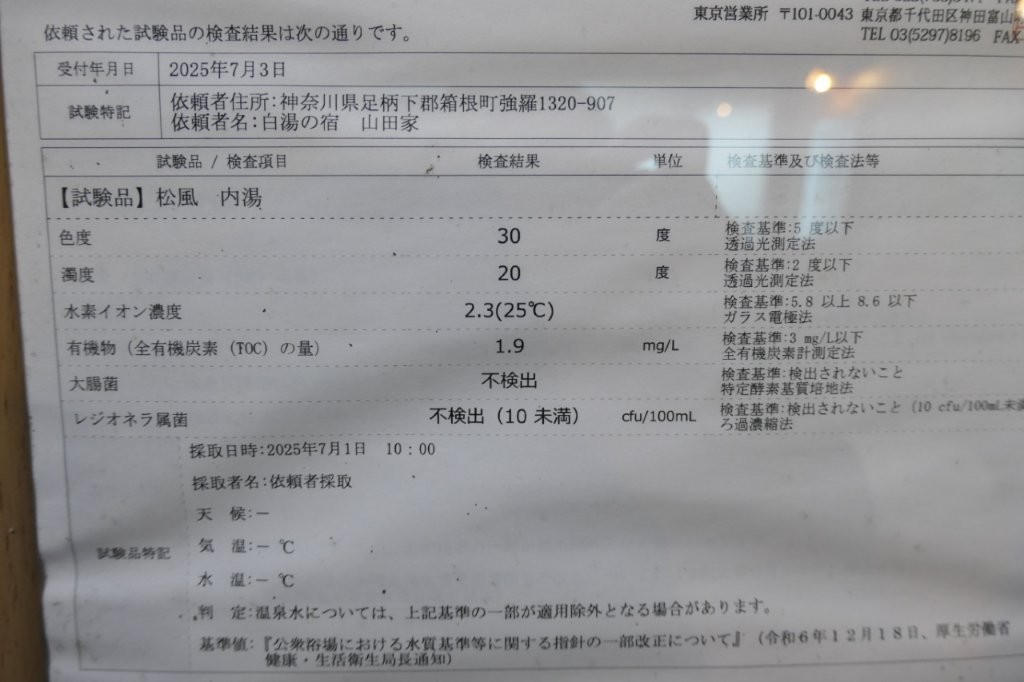 東京営業所 〒101-0043 東京都千代田区神田富山
TEL 03(5297)8196 FAX
依頼された試験品の検査結果は次の通りです。
受付年月日 2025年7月3日
試験特記 依頼者住所:神奈川県足柄下郡箱根町強羅1320-907
依頼者名:白湯の宿 山田家
試験品 / 検査項目 検査結果 単位 検査基準及び検査法等
【試験品】松風 内湯
色度 30 度 検査基準:5 度以下
透過光測定法
濁度 20 度 検査基準:2 度以下
透過光測定法
水素イオン濃度 2.3(25℃) 検査基準:5.8 以上 8.6 以下
ガラス電極法
有機物(全有機炭素(TOC)の量) 1.9 mg/L 検査基準:3 mg/L以下
全有機炭素計測定法
大腸菌 不検出 検査基準:検出されないこと
特定酵素基質培地法
レジオネラ属菌 不検出(10 未満) cfu/100mL 検査基準:検出されないこと(10 cfu/100mL未満
ろ過濃縮法
採取日時:2025年7月1日 10:00
採取者名:依頼者採取
天 候:-
試験品特記 気 温:- ℃
水 温:- ℃
判 定:温泉水については、上記基準の一部が適用除外となる場合があります。
基準値:『公衆浴場における水質基準等に関する指針の一部改正について』(令和6年12月18日、厚生労働省
健康・生活衛生局長通知)